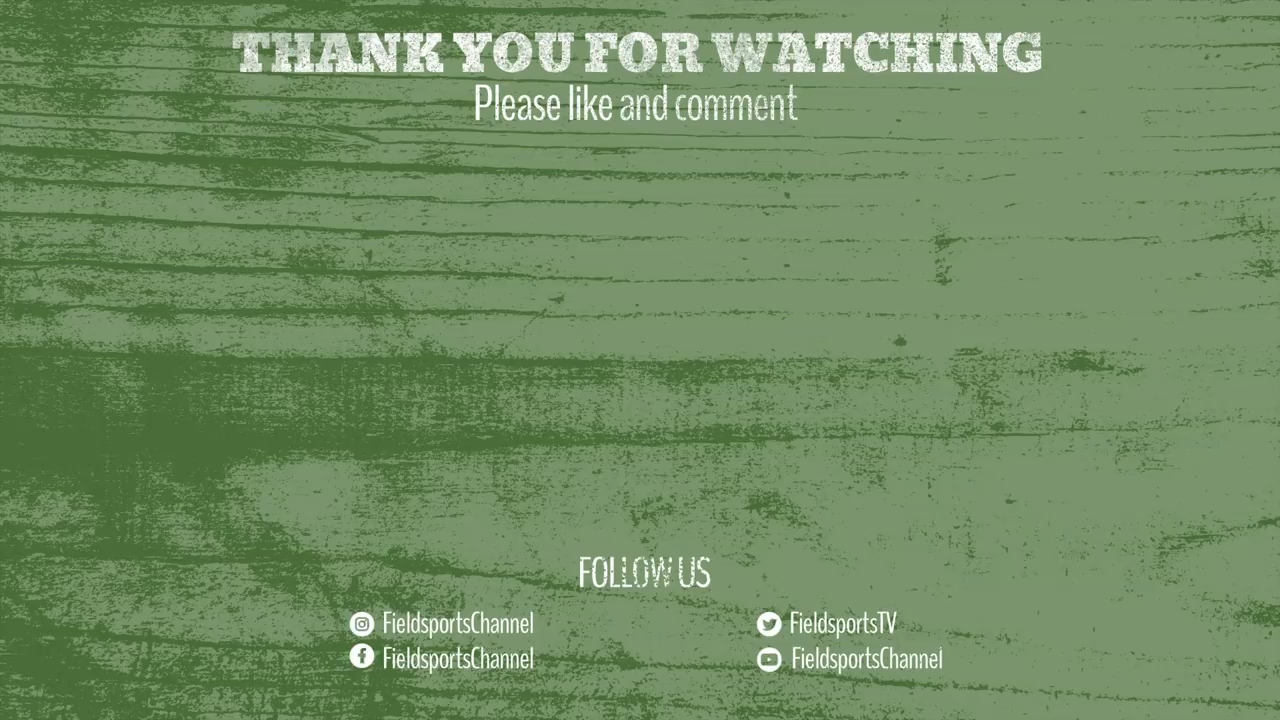 THANK YOU FOR WATCHING
Please like and comment
FOLLOW US
FieldsportsChannel
FieldsportsTV
FieldsportsChannel
FieldsportsChannel